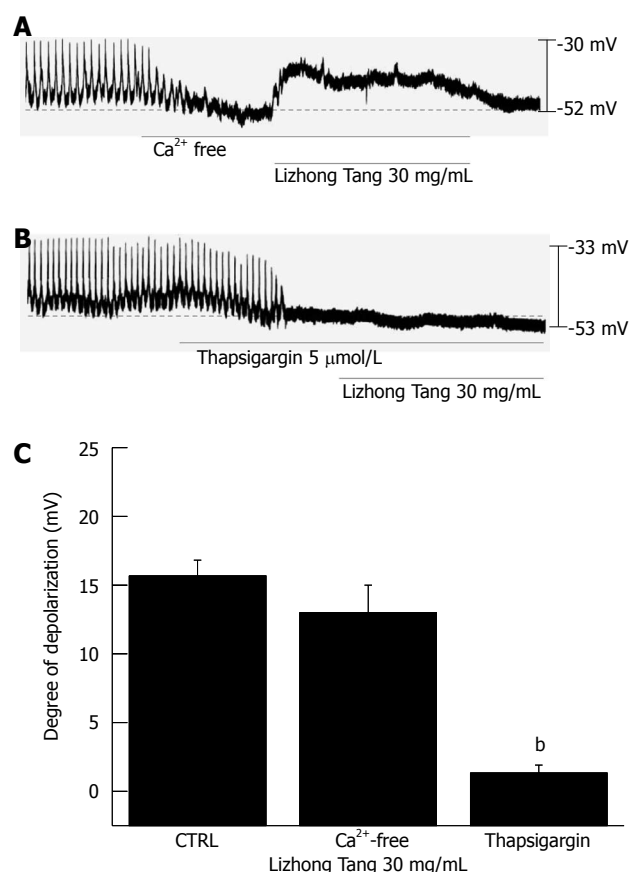 A
-30 mV
-52 mV
Ca²⁺ free
Lizhong Tang 30 mg/mL
B
-33 mV
-53 mV
Thapsigargin 5 μmol/L
Lizhong Tang 30 mg/mL
C
Degree of depolarization (mV)
25
20
15
10
5
0
b
CTRL Ca²⁺-free Thapsigargin
Lizhong Tang 30 mg/mL